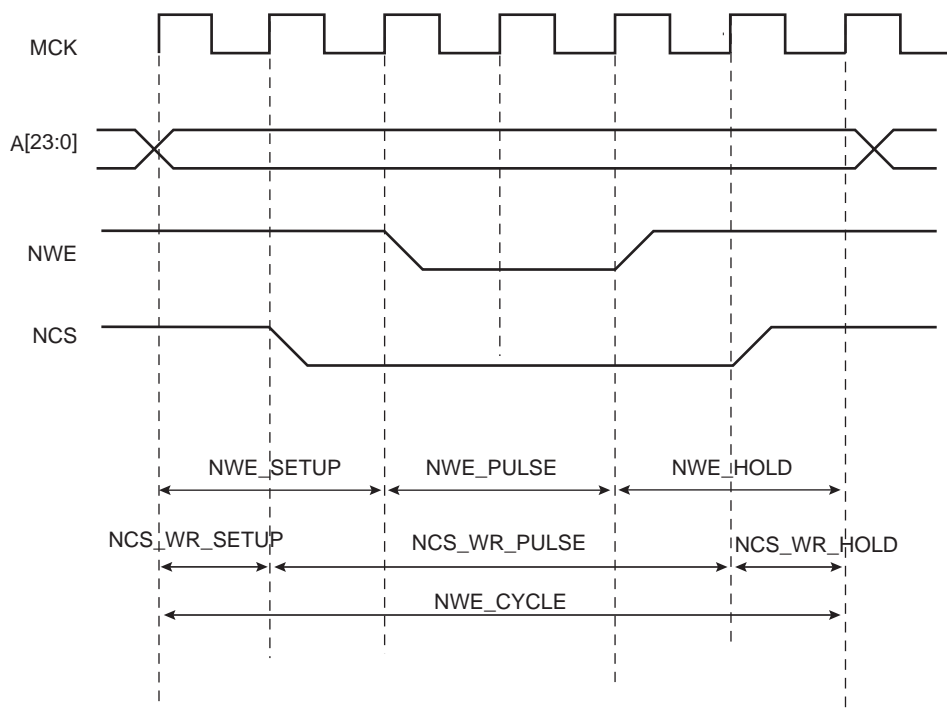 MCK
A[23:0]
NWE
NCS
NWE_SETUP NWE_PULSE NWE_HOLD
NCS_WR_SETUP NCS_WR_PULSE NCS_WR_HOLD
NWE_CYCLE